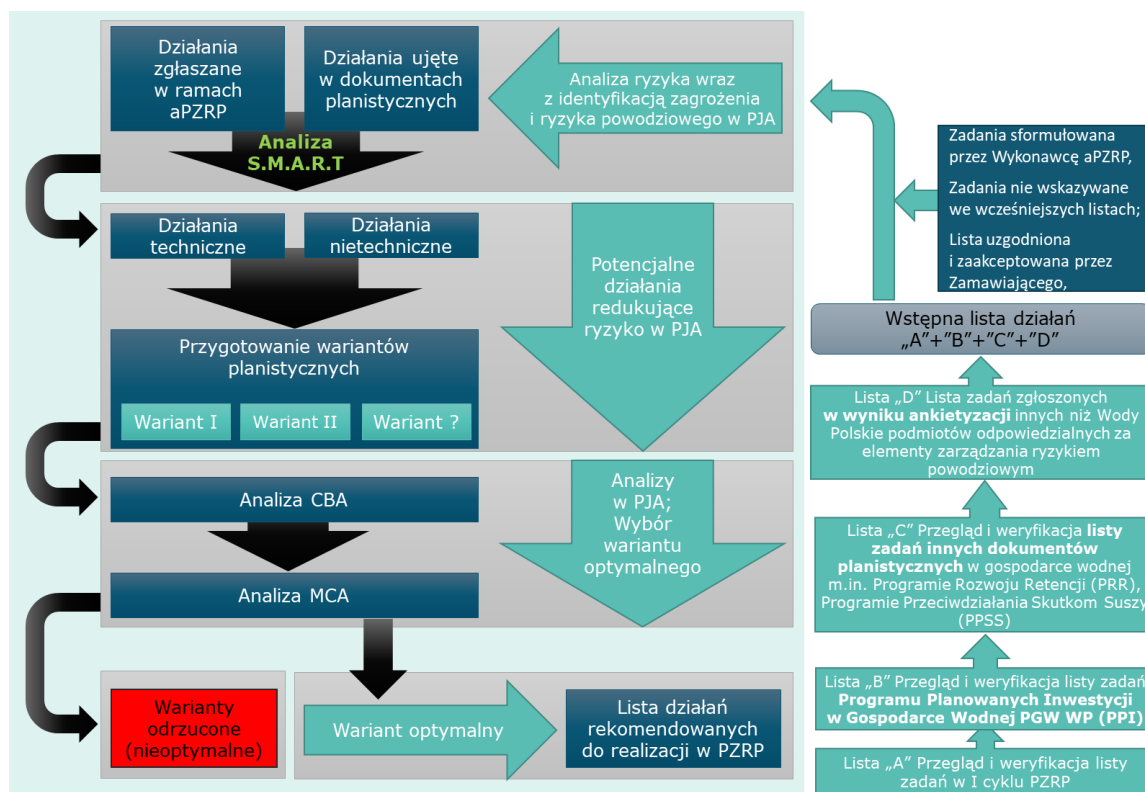 Działania
zgłaszane
w ramach
aPZRP
Działania ujęte
w dokumentach
planistycznych
Analiza
S.M.A.R.T
Analiza ryzyka wraz
z identyfikacją zagrożenia
i ryzyka powodziowego w PJA
Działania
techniczne
Działania
nietechniczne
Przygotowanie wariantów
planistycznych
Wariant I
Wariant II
Wariant ?
Potencjalne
działania
redukujące
ryzyko w PJA
Analiza CBA
Analiza MCA
Analizy
w PJA;
Wybór
wariantu
optymalnego
Warianty
odrzucone
(nieoptymalne)
Wariant optymalny
Lista działań
rekomendowanych
do realizacji w PZRP
Zadania sformułowana
przez Wykonawcę aPZRP,
Zadania nie wskazywane
we wcześniejszych listach;
Lista uzgodniona
i zaakceptowana przez
Zamawiającego,
Wstępna lista działań
„A”+”B”+”C”+”D”
Lista „D” Lista zadań zgłoszonych
w wyniku ankietyzacji innych niż Wody
Polskie podmiotów odpowiedzialnych za
elementy zarządzania ryzykiem
powodziowym
Lista „C” Przegląd i weryfikacja listy
zadań innych dokumentów
planistycznych w gospodarce wodnej
m.in. Programie Rozwoju Retencji (PRR),
Programie Przeciwdziałania Skutkom Suszy
(PPSS)
Lista „B” Przegląd i weryfikacja listy zadań
Programu Planowanych Inwestycji
w Gospodarce Wodnej PGW WP (PPI)
Lista „A” Przegląd i weryfikacja listy
zadań w I cyklu PZRP